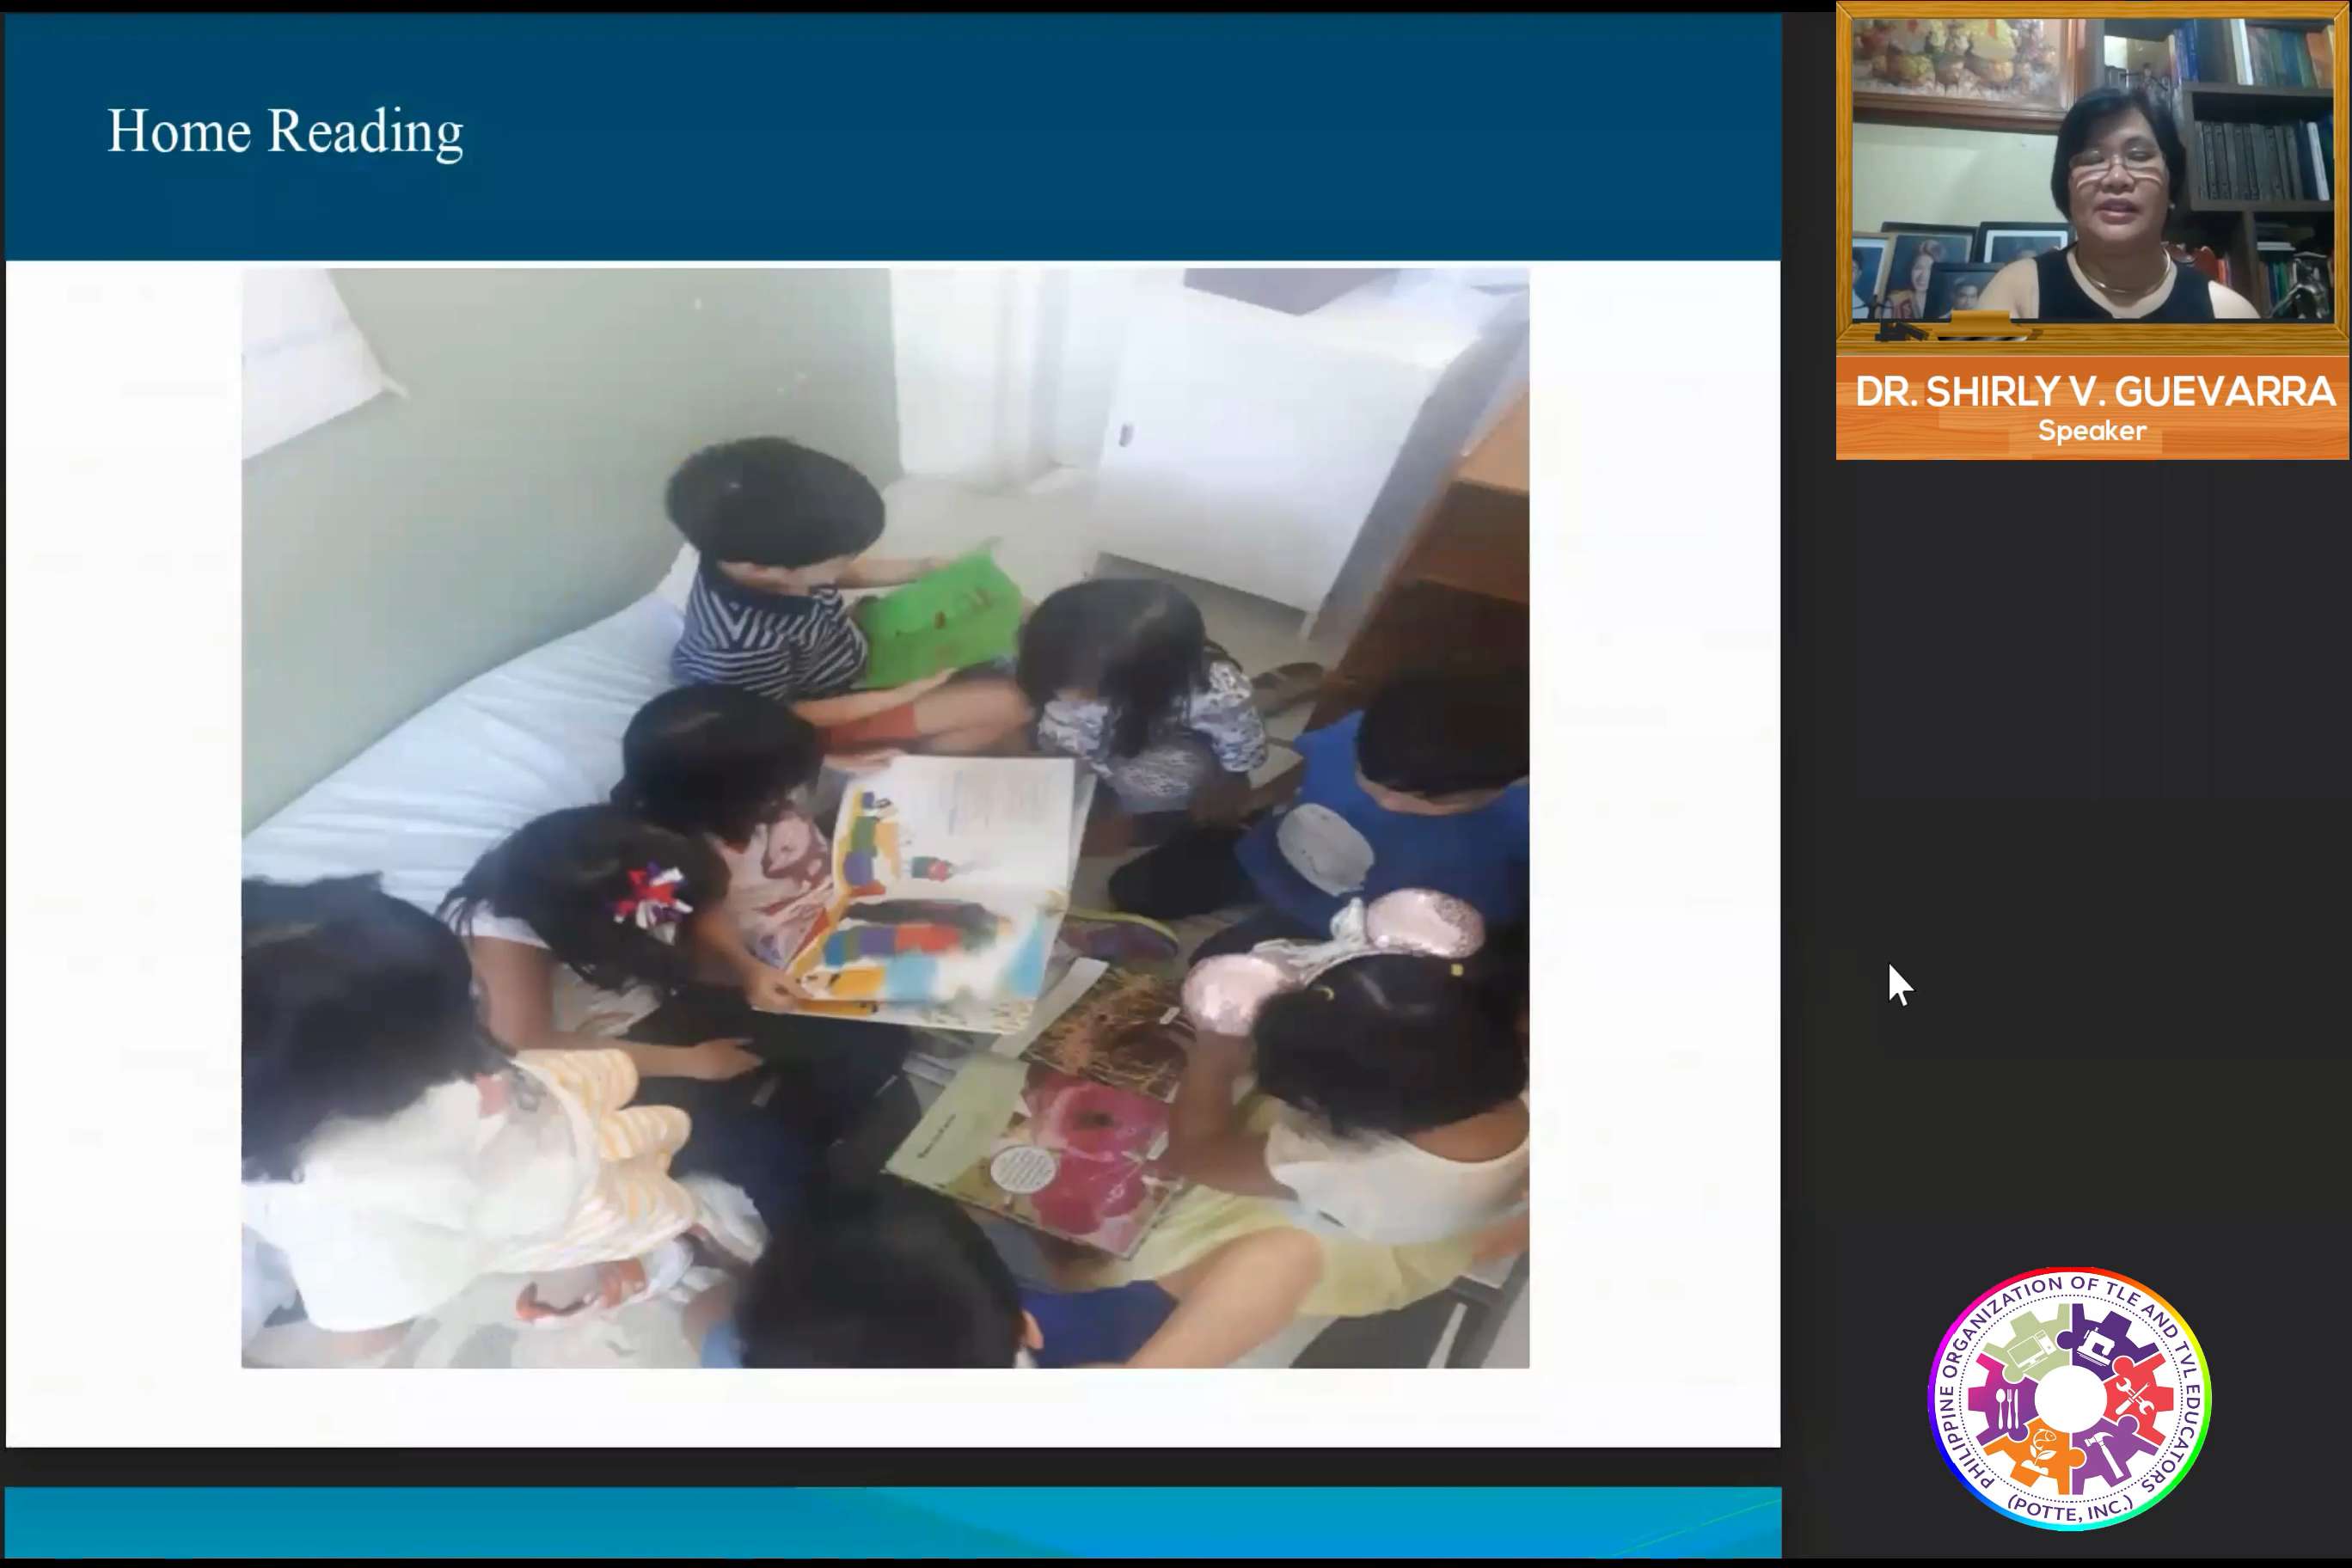 Home Reading
DR. SHIRLY V. GUEVARRA
Speaker
PHILIPPINE ORGANIZATION OF TLE AND TVL EDUCATORS
(POTTE, INC.)